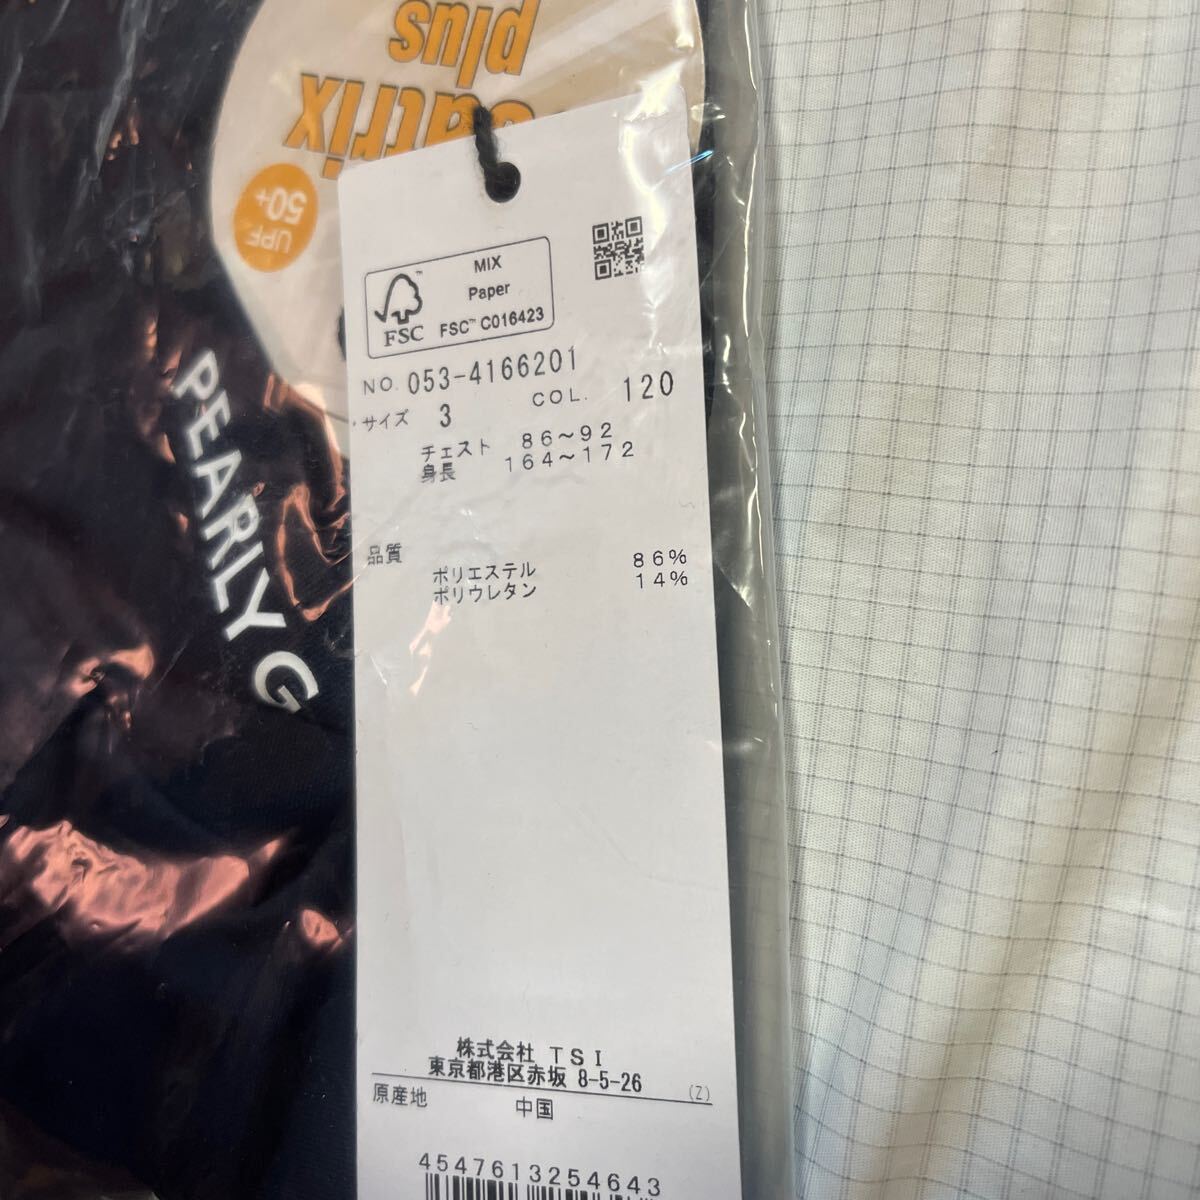 plus
UPF
50+
PEARLY G
MIX
Paper
FSC™ C016423
FSC
NO. 053-4166201
・サイズ 3 COL. 120
チェスト 86~92
身長 164~172
品質
ポリエステル 86%
ポリウレタン 14%
株式会社 TSI
東京都港区赤坂 8-5-26 (Z)
原産地 中国
4547613254643